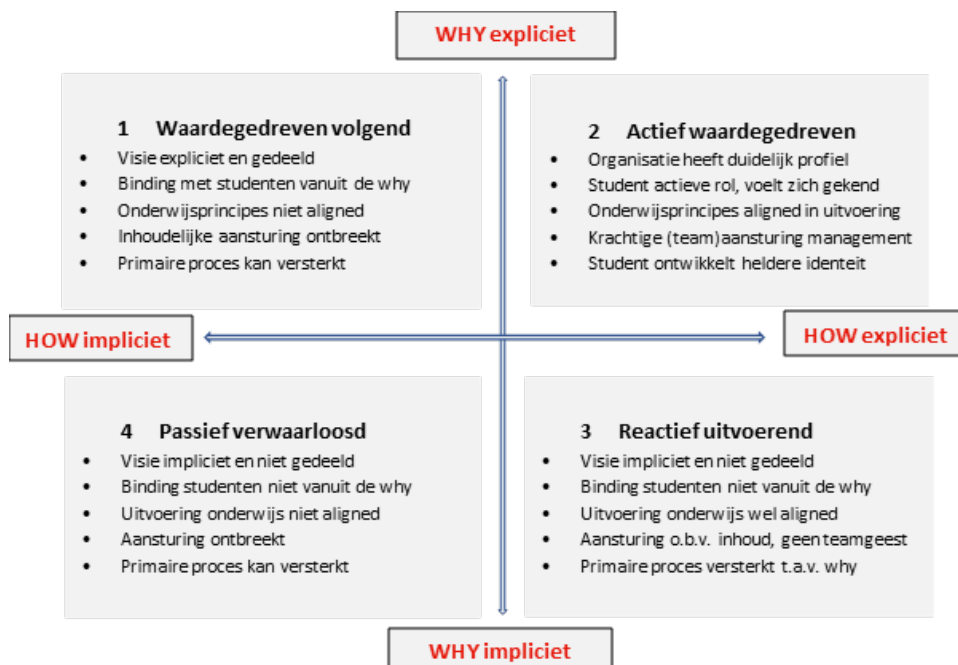 WHY expliciet
1 Waardegedreven volgend
• Visie expliciet en gedeeld
• Binding met studenten vanuit de why
• Onderwijsprincipes niet aligned
• Inhoudelijke aansturing ontbreekt
• Primaire proces kan versterkt
2 Actief waardegedreven
• Organisatie heeft duidelijk profiel
• Student actieve rol, voelt zich gekend
• Onderwijsprincipes aligned in uitvoering
• Krachtige (team)aansturing management
• Student ontwikkelt heldere identeit
HOW impliciet
HOW expliciet
4 Passief verwaarloosd
• Visie impliciet en niet gedeeld
• Binding studenten niet vanuit de why
• Uitvoering onderwijs niet aligned
• Aansturing ontbreekt
• Primaire proces kan versterkt
3 Reactief uitvoerend
• Visie impliciet en niet gedeeld
• Binding studenten niet vanuit de why
• Uitvoering onderwijs wel aligned
• Aansturing o.b.v. inhoud, geen teamgeest
• Primaire proces versterkt t.a.v. why
WHY impliciet